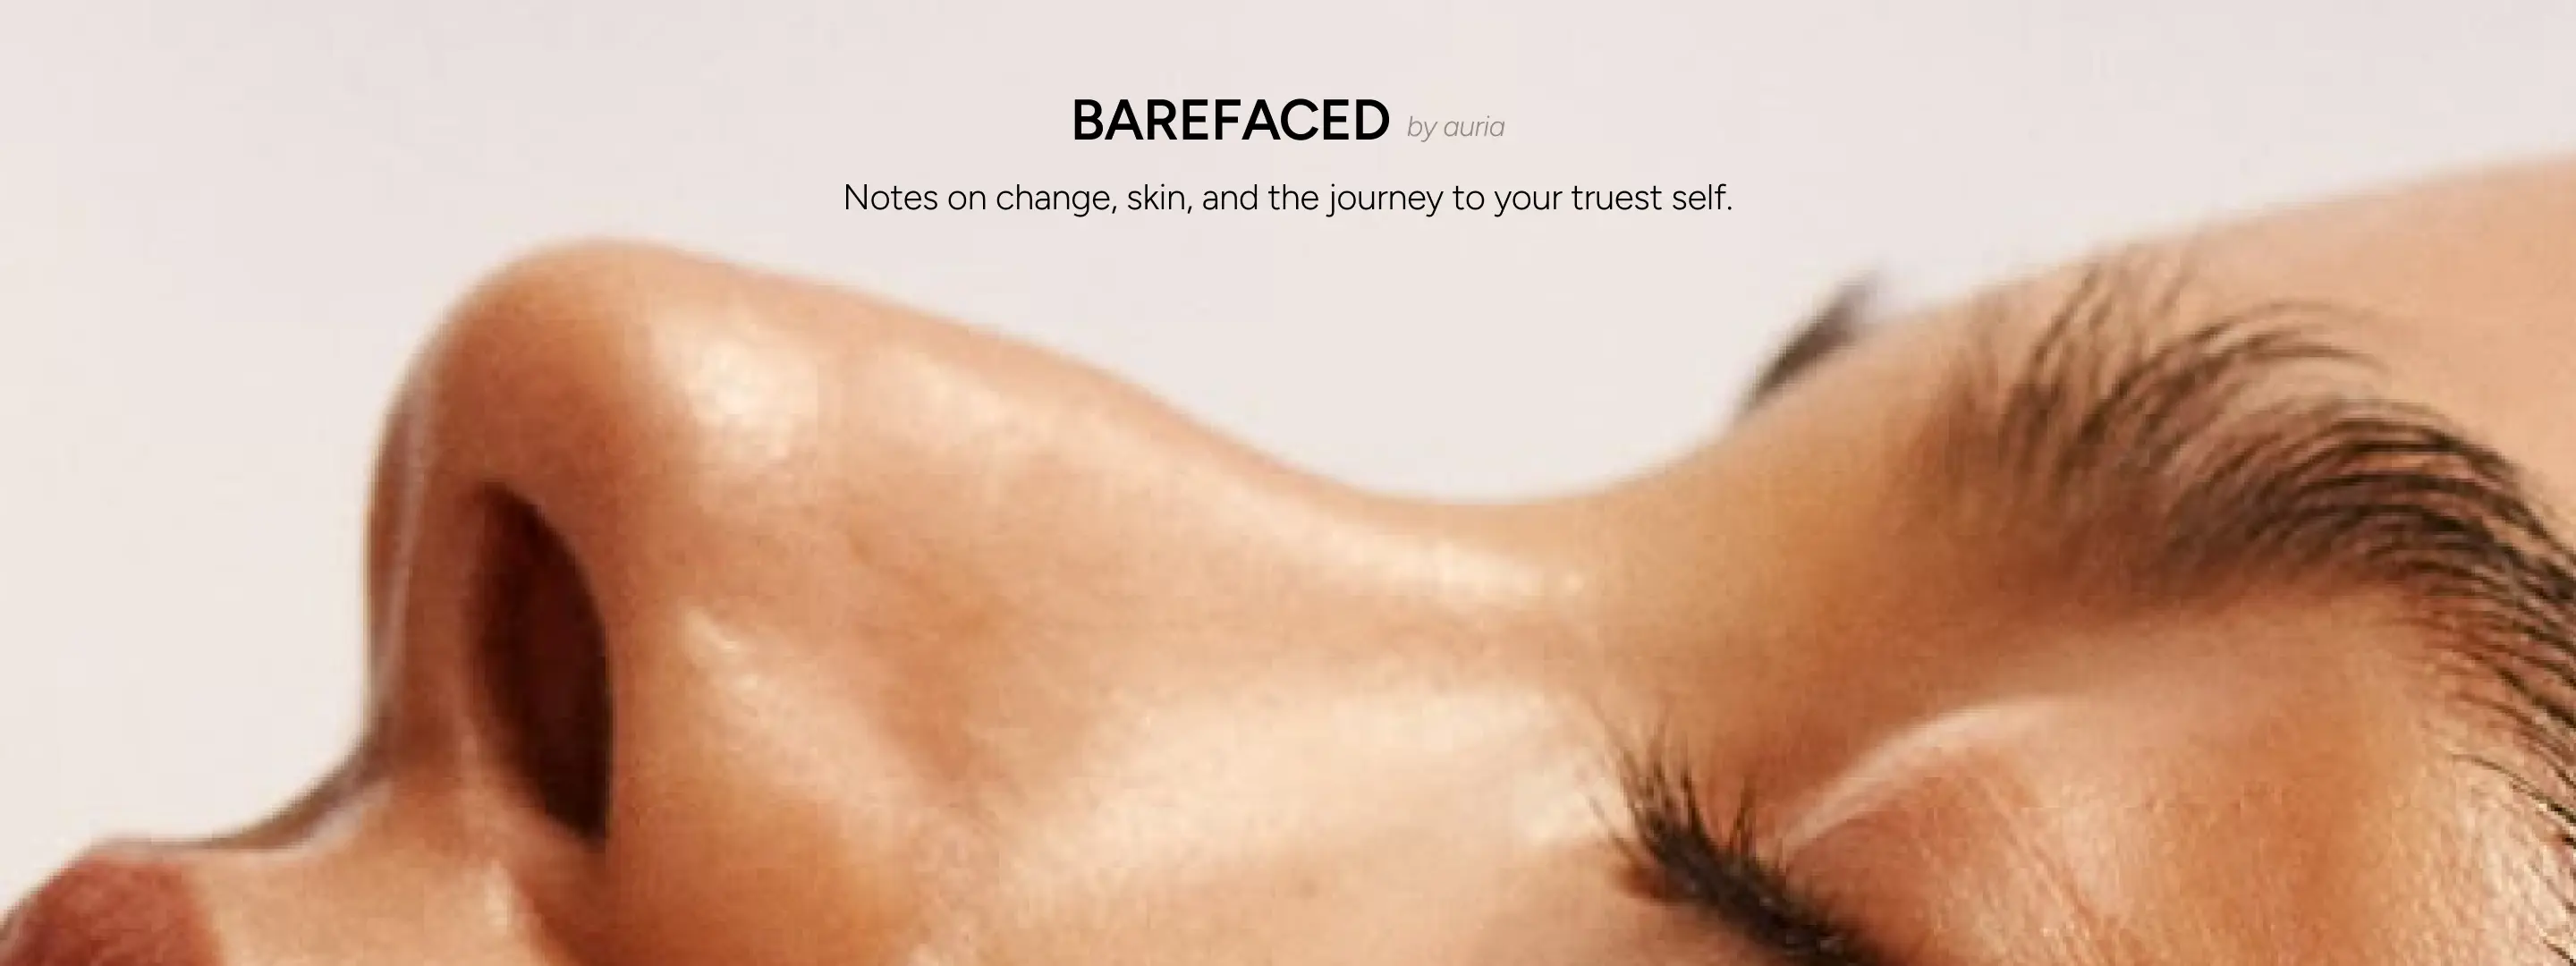 BAREFACED by auria
Notes on change, skin, and the journey to your truest self.